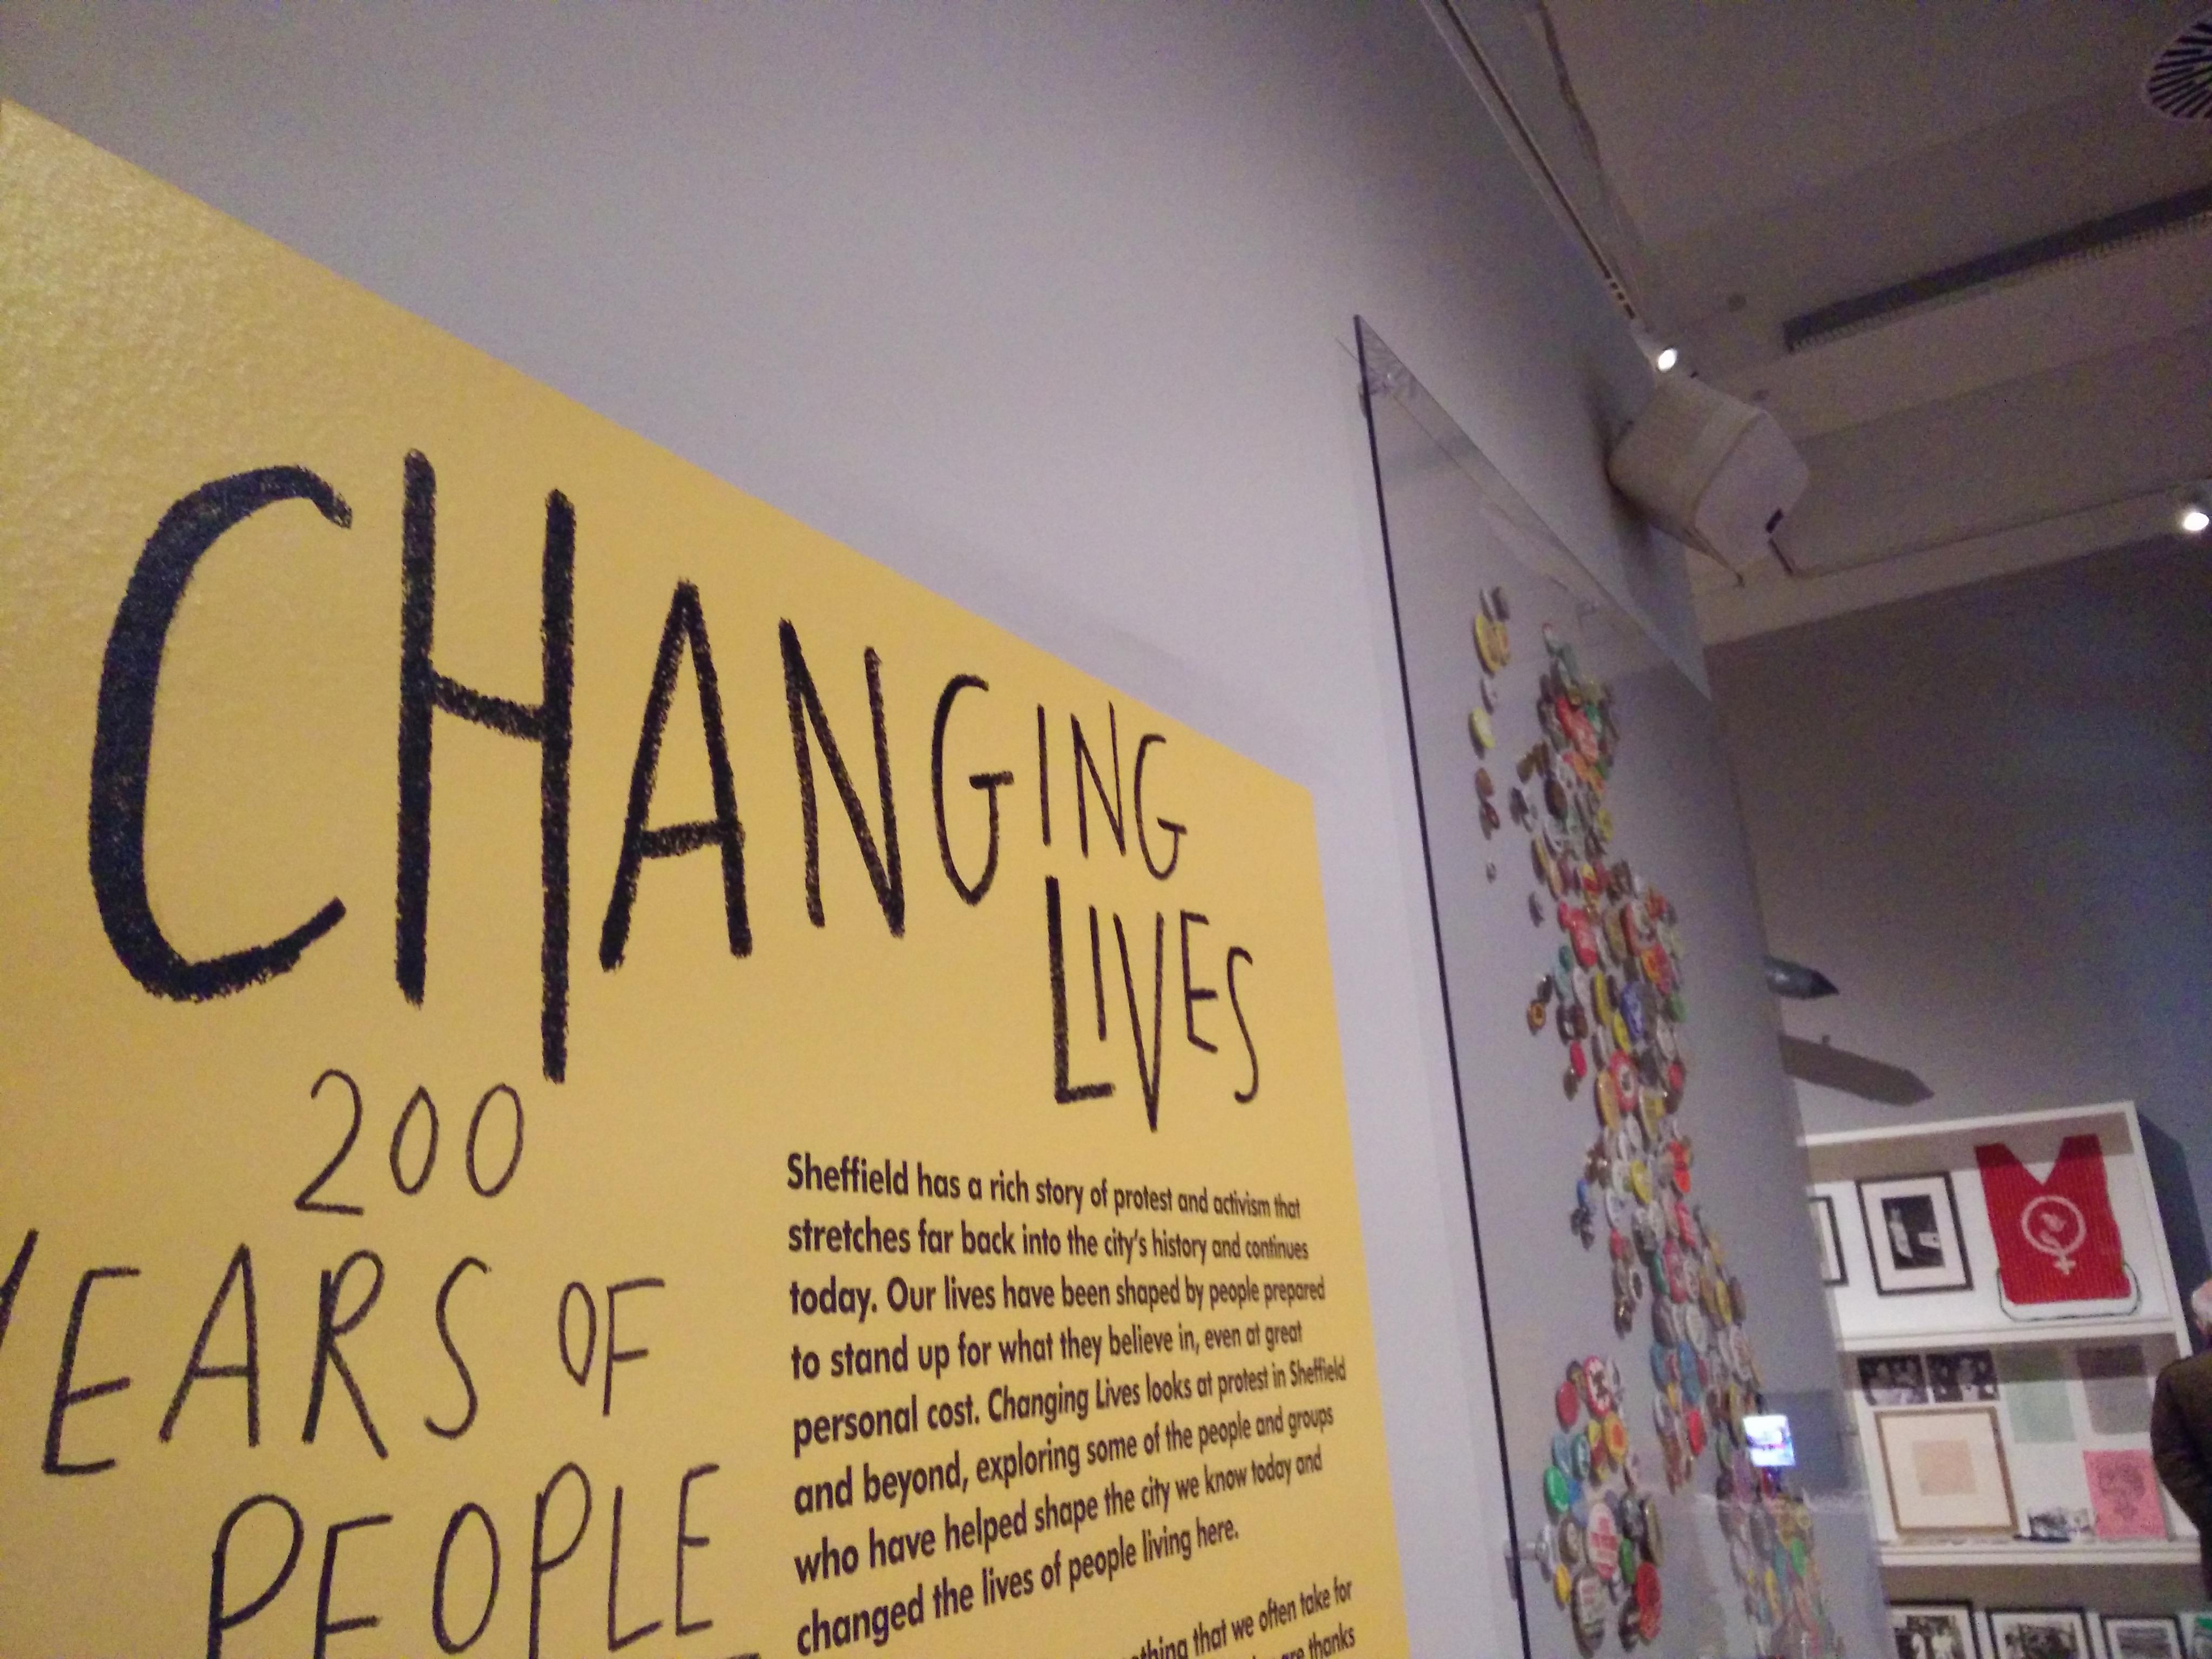 CHANGING
LIVES
200
YEARS OF
PEOPLE
Sheffield has a rich story of protest and activism that
stretches far back into the city's history and continues
today. Our lives have been shaped by people prepared
to stand up for what they believe in, even at great
personal cost. Changing Lives looks at protest in Sheffield
and beyond, exploring some of the people and groups
who have helped shape the city we know today and
changed the lives of people living here.
that we often take for
are thanks